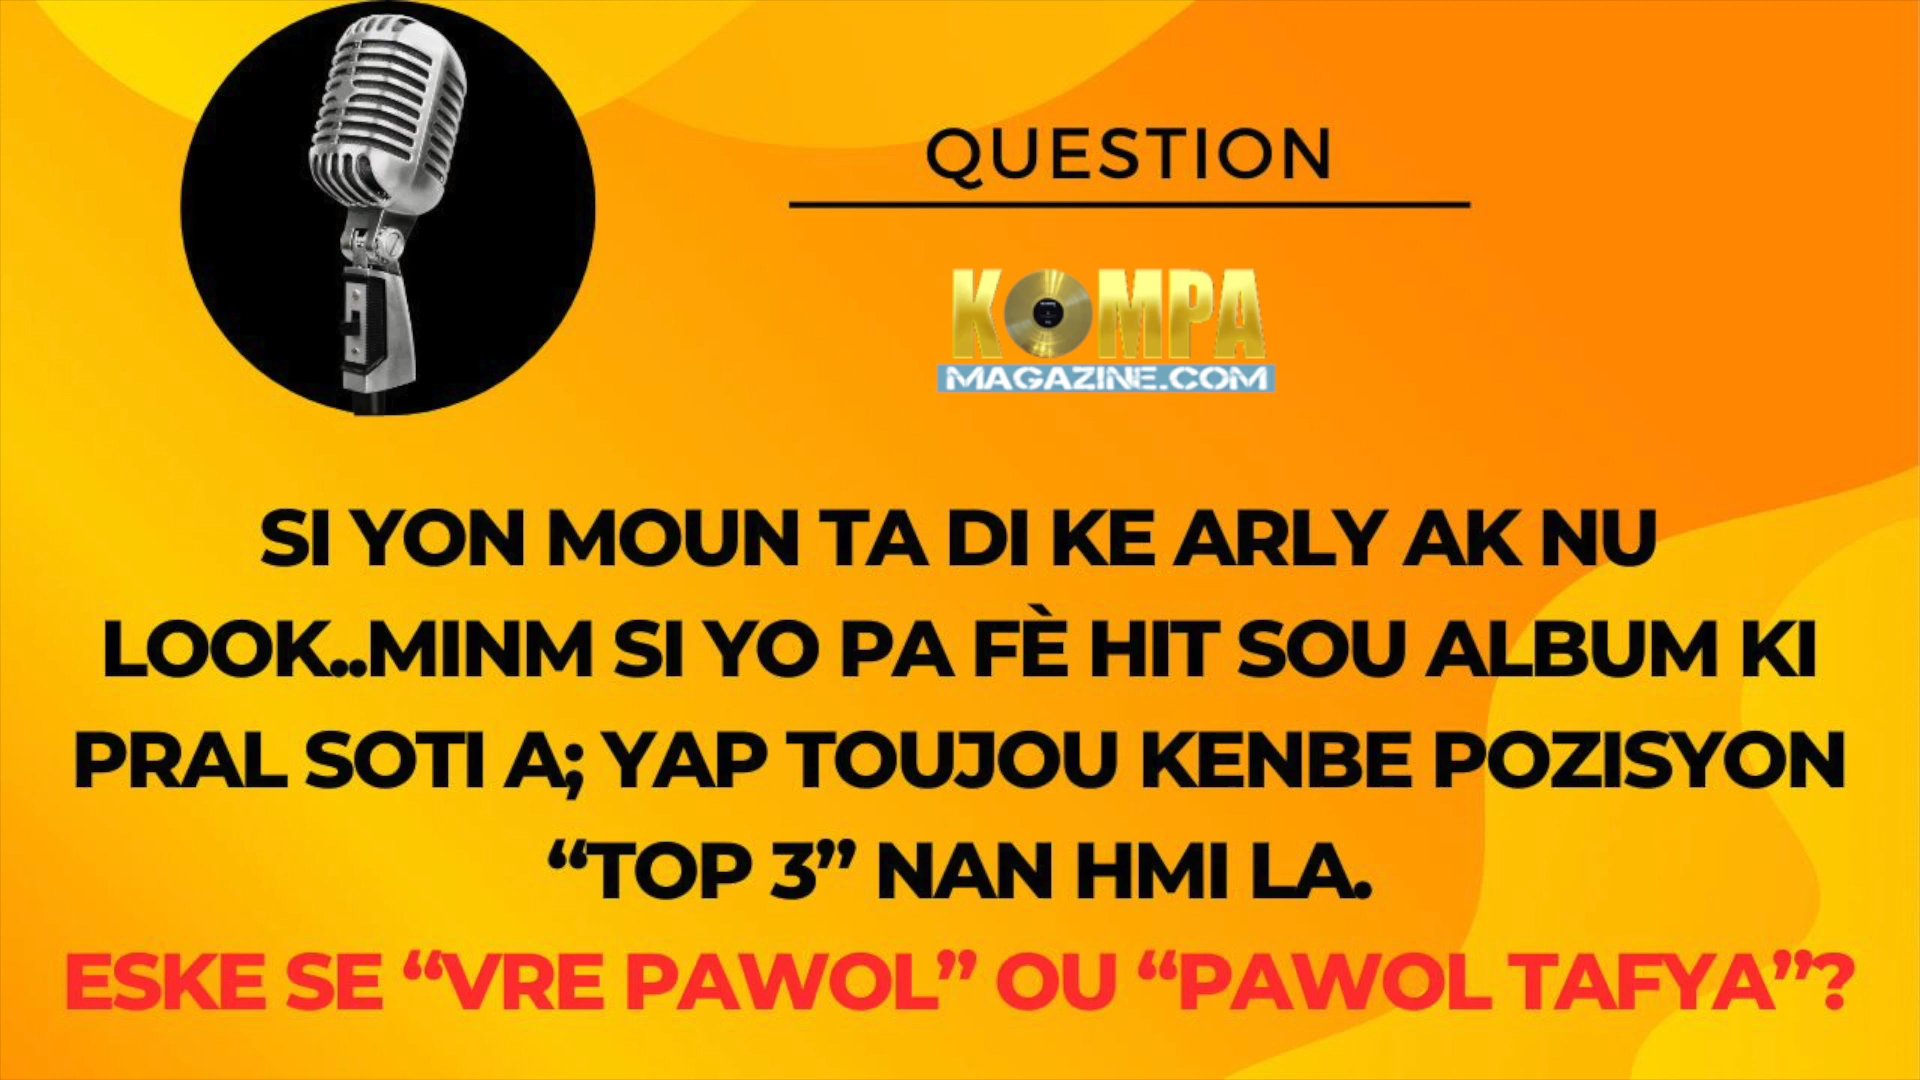 QUESTION
KOMPA
MAGAZINE.COM
SI YON MOUN TA DI KE ARLY AK NU
LOOK..MINM SI YO PA FÈ HIT SOU ALBUM KI
PRAL SOTI A; YAP TOUJOU KENBE POZISYON
“TOP 3” NAN HMI LA.
ESKE SE “VRE PAWOL” OU “PAWOL TAFYA”?